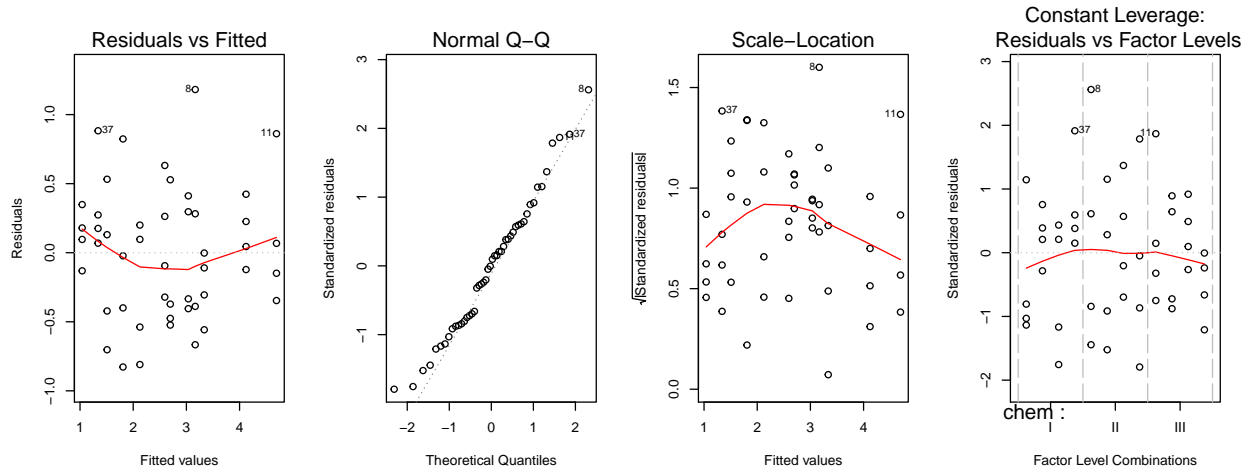 Residuals vs Fitted
Residuals
1.0
0.5
0.0
−0.5
−1.0
8
37
11
1 2 3 4
Fitted values
Normal Q−Q
Standardized residuals
3
2
1
0
−1
8
37
−2 −1 0 1 2
Theoretical Quantiles
Scale−Location
√|Standardized residuals|
1.5
1.0
0.5
0.0
8
37
11
1 2 3 4
Fitted values
Constant Leverage:
Residuals vs Factor Levels
Standardized residuals
3
2
1
0
−1
−2
8
37
11
chem :
I II III
Factor Level Combinations